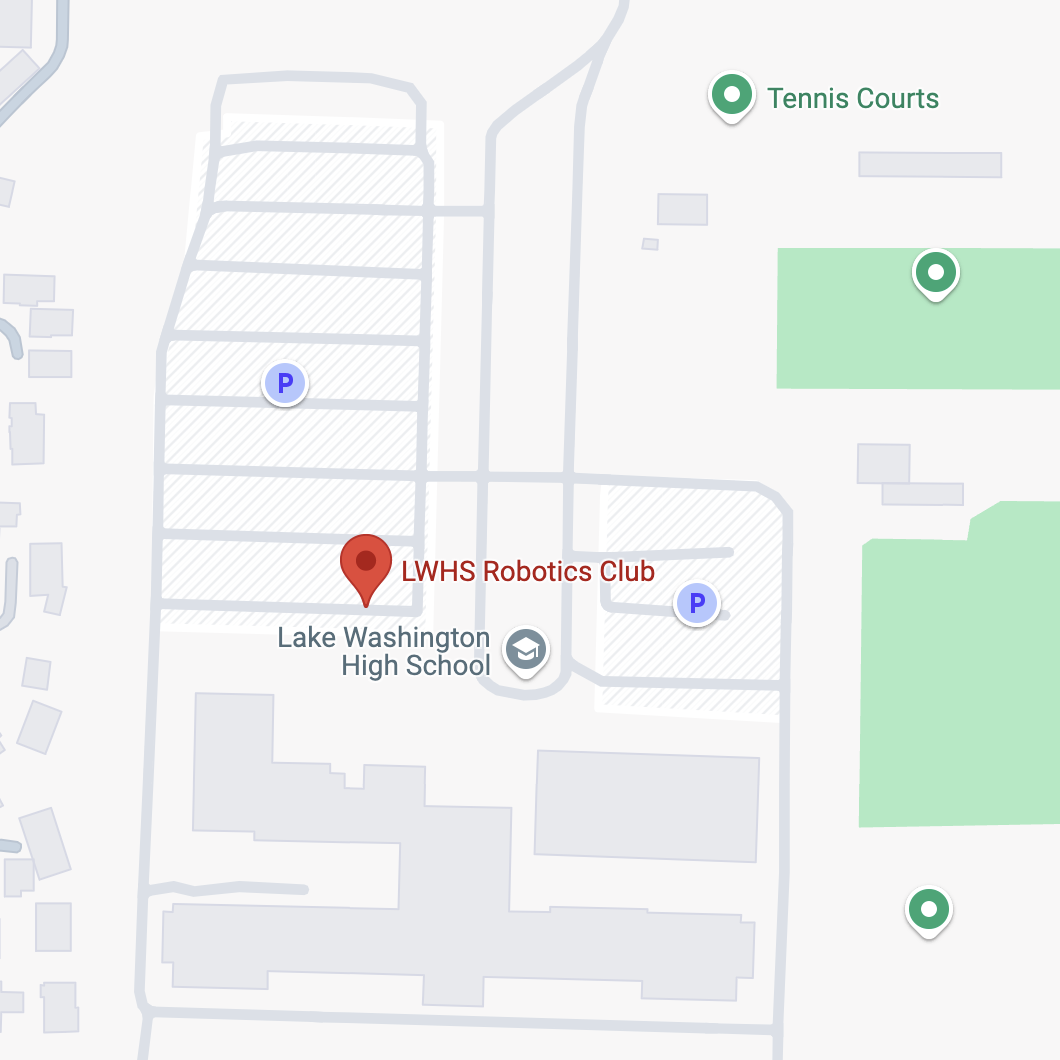 Tennis Courts
P
LWHS Robotics Club
P
Lake Washington
High School